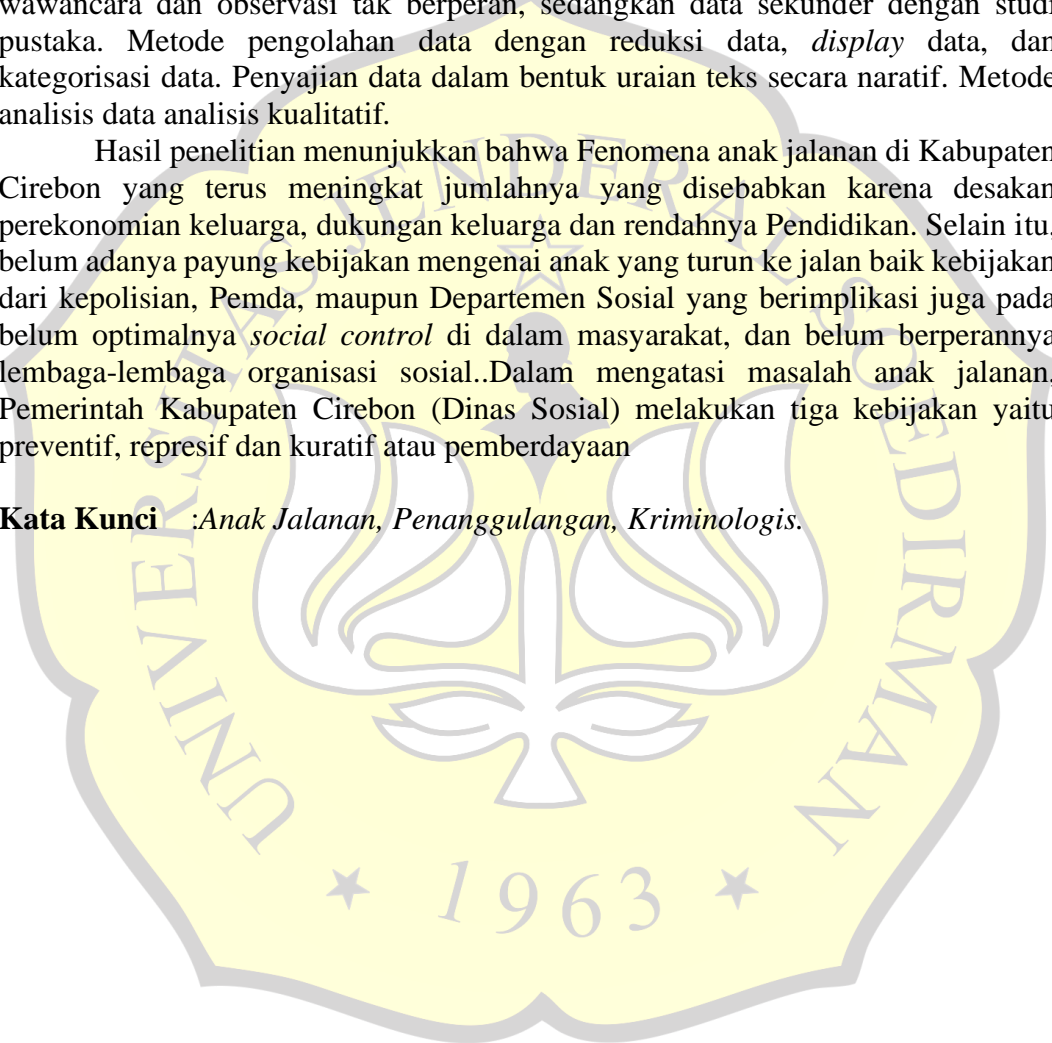 wawancara dan observasi tak berperan, sedangkan data sekunder dengan studi
pustaka. Metode pengolahan data dengan reduksi data, display data, dan
kategorisasi data. Penyajian data dalam bentuk uraian teks secara naratif. Metode
analisis data analisis kualitatif.
Hasil penelitian menunjukkan bahwa Fenomena anak jalanan di Kabupaten
Cirebon yang terus meningkat jumlahnya yang disebabkan karena desakan
perekonomian keluarga, dukungan keluarga dan rendahnya Pendidikan. Selain itu,
belum adanya payung kebijakan mengenai anak yang turun ke jalan baik kebijakan
dari kepolisian, Pemda, maupun Departemen Sosial yang berimplikasi juga pada
belum optimalnya social control di dalam masyarakat, dan belum berperannya
lembaga-lembaga organisasi sosial..Dalam mengatasi masalah anak jalanan,
Pemerintah Kabupaten Cirebon (Dinas Sosial) melakukan tiga kebijakan yaitu
preventif, represif dan kuratif atau pemberdayaan
Kata Kunci :Anak Jalanan, Penanggulangan, Kriminologis.
UNIVERSITAS JENDERAL SOEDIRMAN
1963